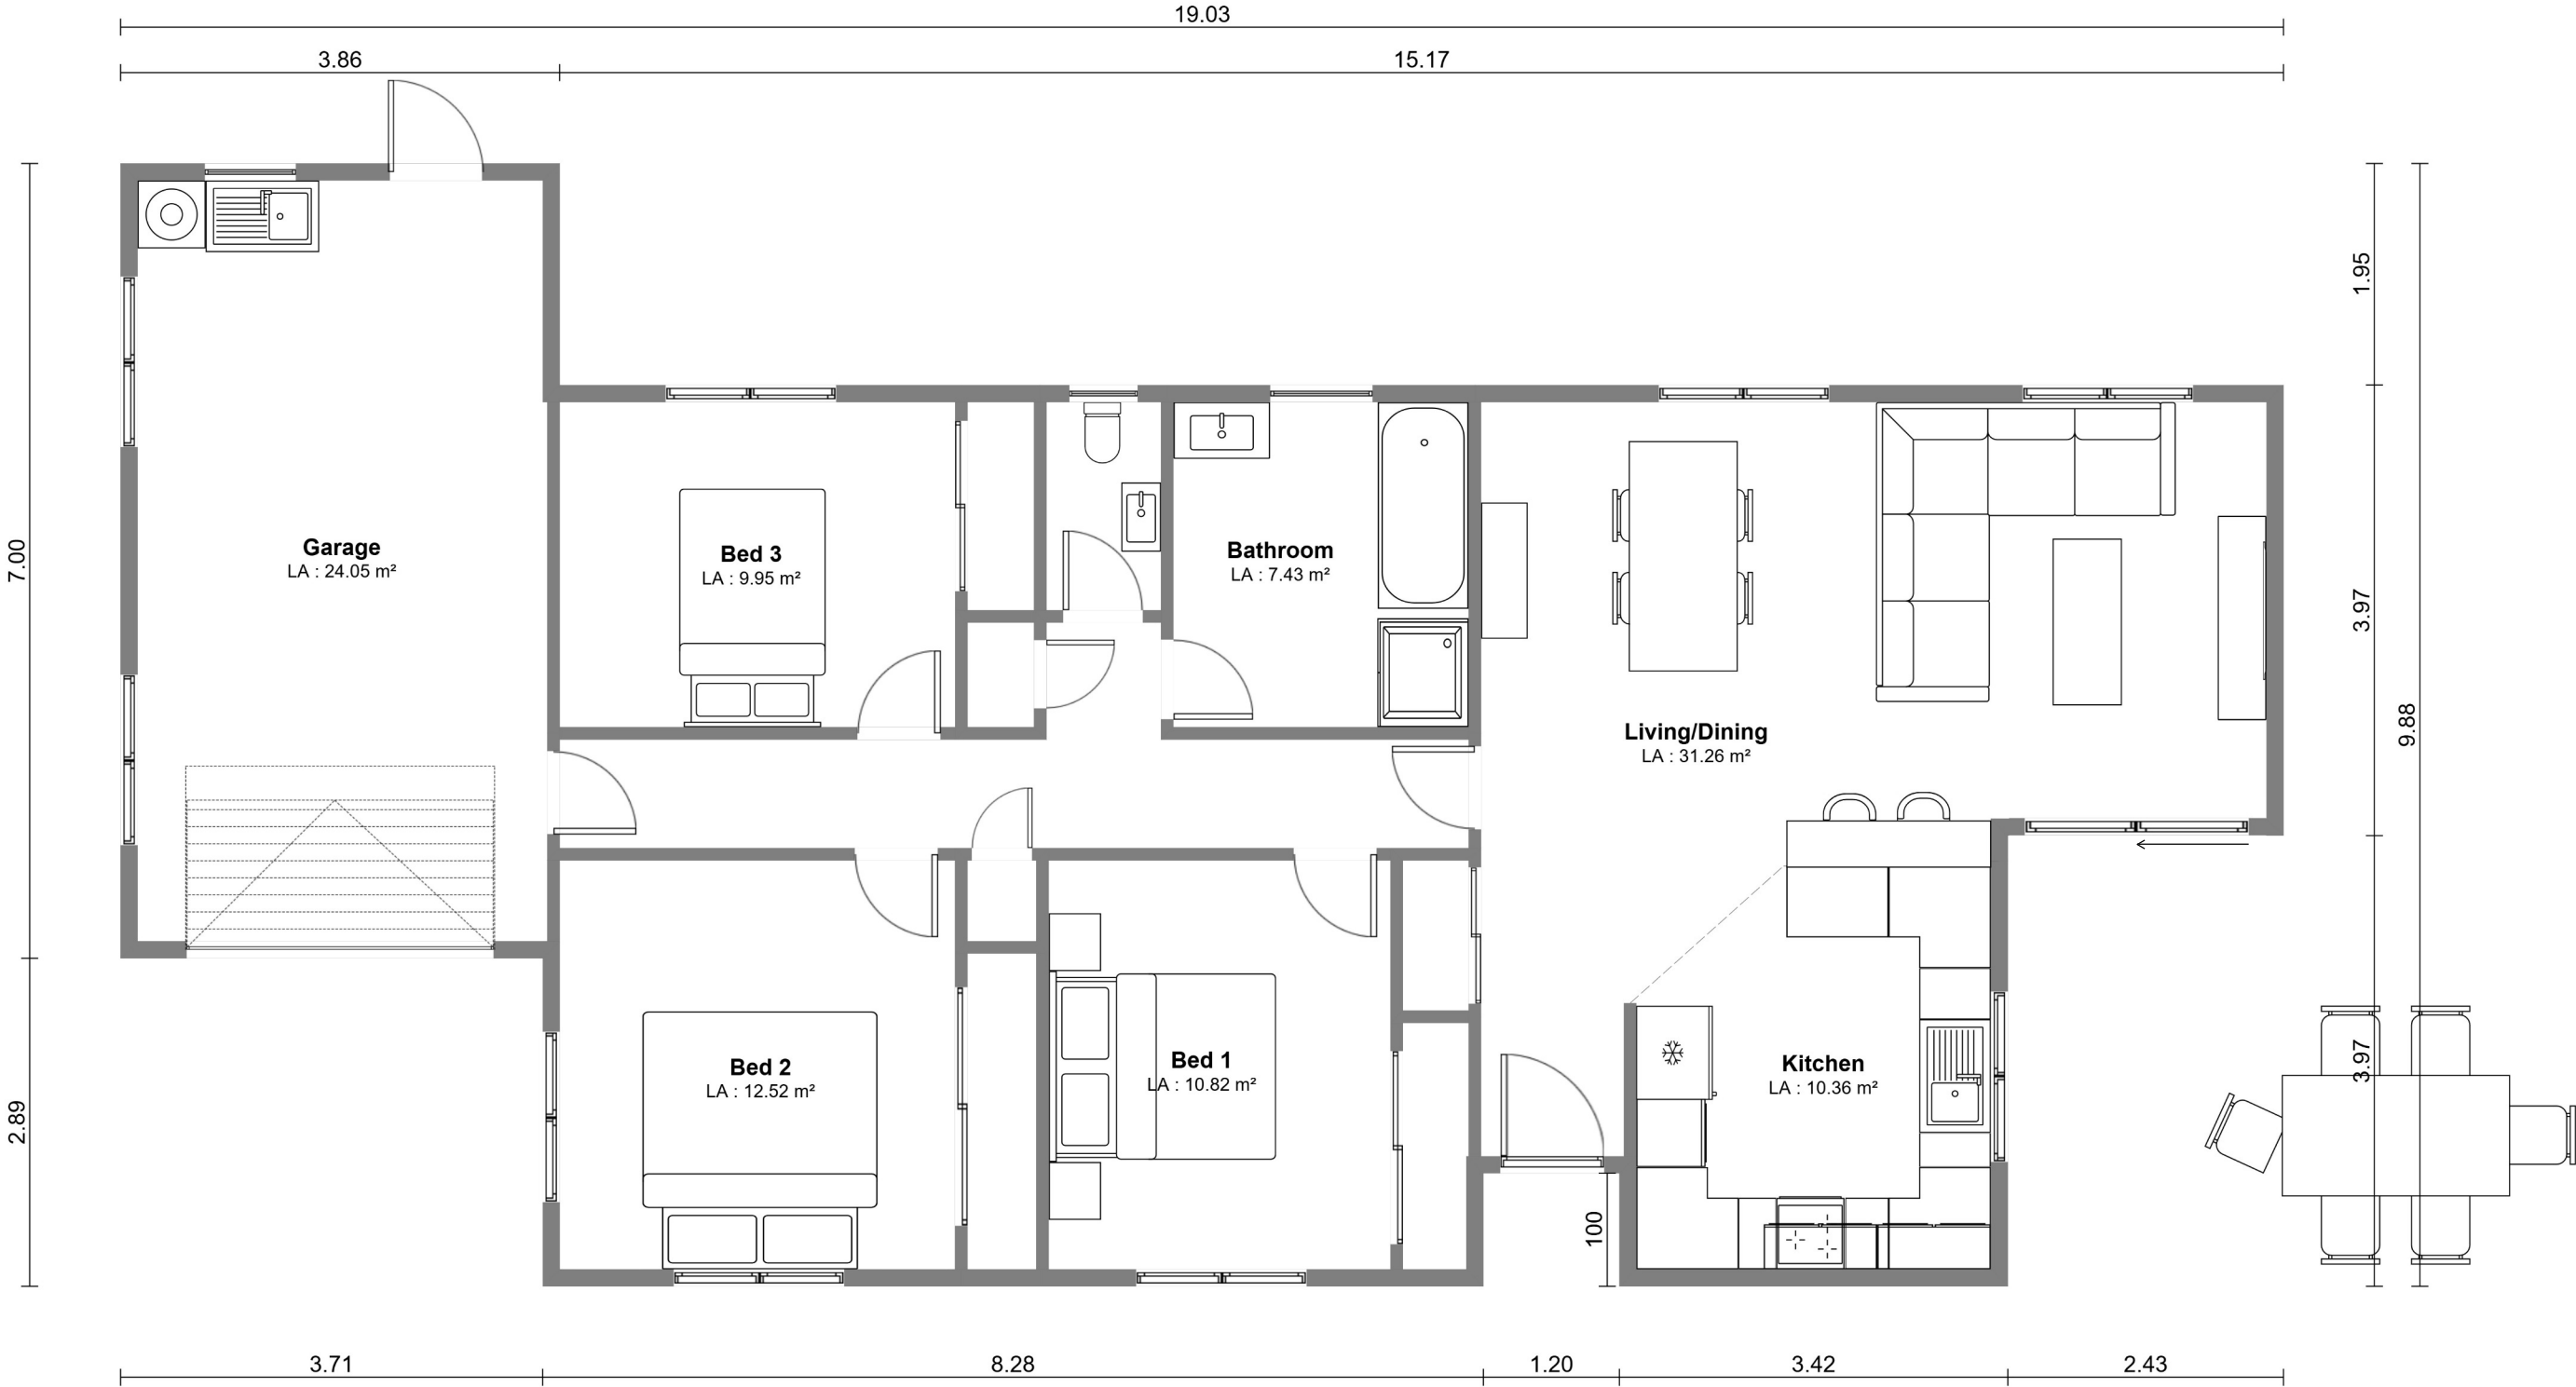 19.03
3.86
15.17
1.95
7.00
Garage
LA : 24.05 m²
Bed 3
LA : 9.95 m²
Bathroom
LA : 7.43 m²
3.97
Living/Dining
LA : 31.26 m²
9.88
Bed 2
LA : 12.52 m²
Bed 1
LA : 10.82 m²
Kitchen
LA : 10.36 m²
3.97
2.89
100
3.71
8.28
1.20
3.42
2.43